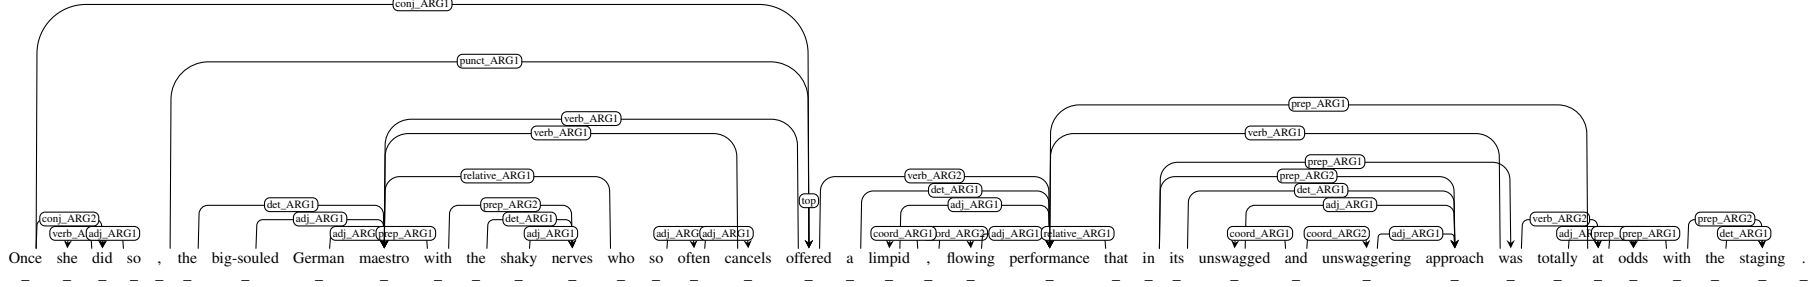 conj_ARG1
punct_ARG1
prep_ARG1
verb_ARG1
verb_ARG1 verb_ARG1
prep_ARG1
relative_ARG1 verb_ARG2 prep_ARG2
det_ARG1 det_ARG1
top
det_ARG1 prep_ARG2 adj_ARG1 adj_ARG1
conj_ARG2 adj_ARG1 det_ARG1 verb_ARG2 prep_ARG2
adj_ARG1 prep_ARG1 adj_ARG1 adj_ARG1 coord_ARG1 adj_ARG1 relative_ARG1 coord_ARG1 coord_ARG2 adj_ARG1 prep_ARG1 det_ARG1
Once she did so , the big-souled German maestro with the shaky nerves who so often cancels offered a limpid , flowing performance that in its unswagged and unswaggering approach was totally at odds with the staging .
_ _ _ _ _ _ _ _ _ _ _ _ _ _ _ _ _ _ _ _ _ _ _ _ _ _ _ _ _ _ _ _ _ _ _ _ _ _